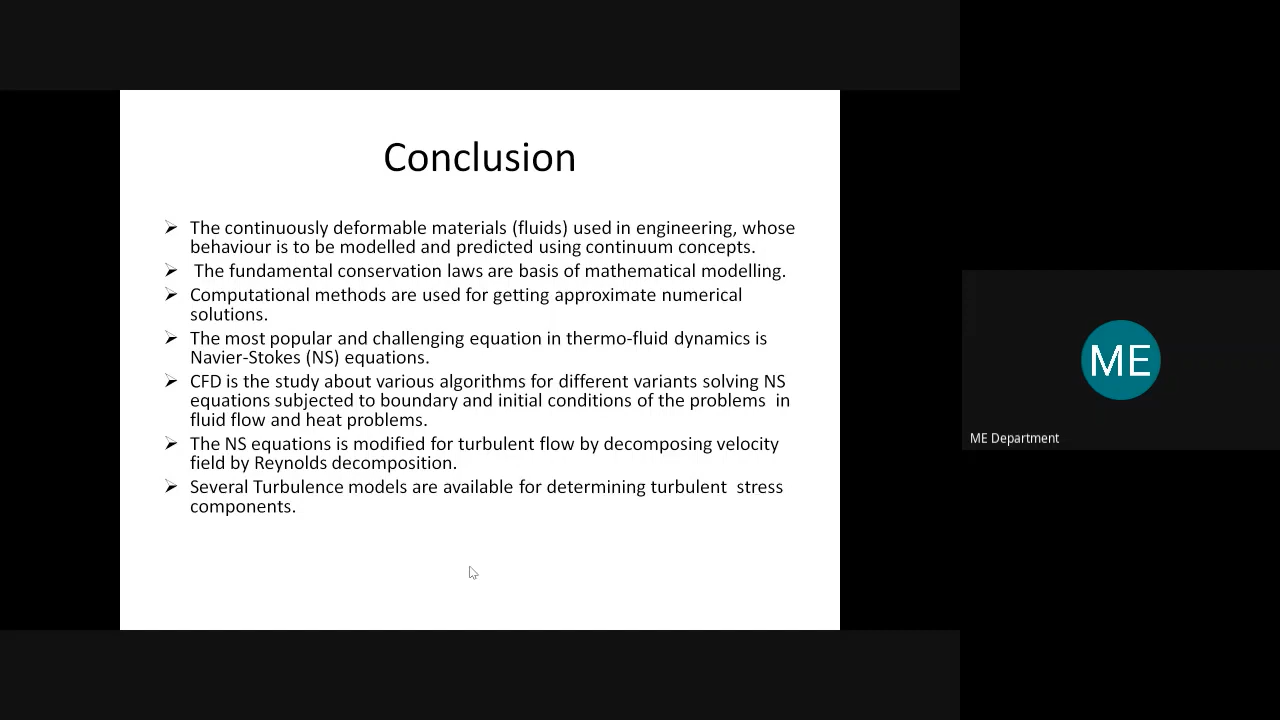 Conclusion
The continuously deformable materials (fluids) used in engineering, whose
behaviour is to be modelled and predicted using continuum concepts.
The fundamental conservation laws are basis of mathematical modelling.
Computational methods are used for getting approximate numerical
solutions.
The most popular and challenging equation in thermo-fluid dynamics is
Navier-Stokes (NS) equations.
CFD is the study about various algorithms for different variants solving NS
equations subjected to boundary and initial conditions of the problems in
fluid flow and heat problems.
The NS equations is modified for turbulent flow by decomposing velocity
field by Reynolds decomposition.
Several Turbulence models are available for determining turbulent stress
components.
ME
ME Department